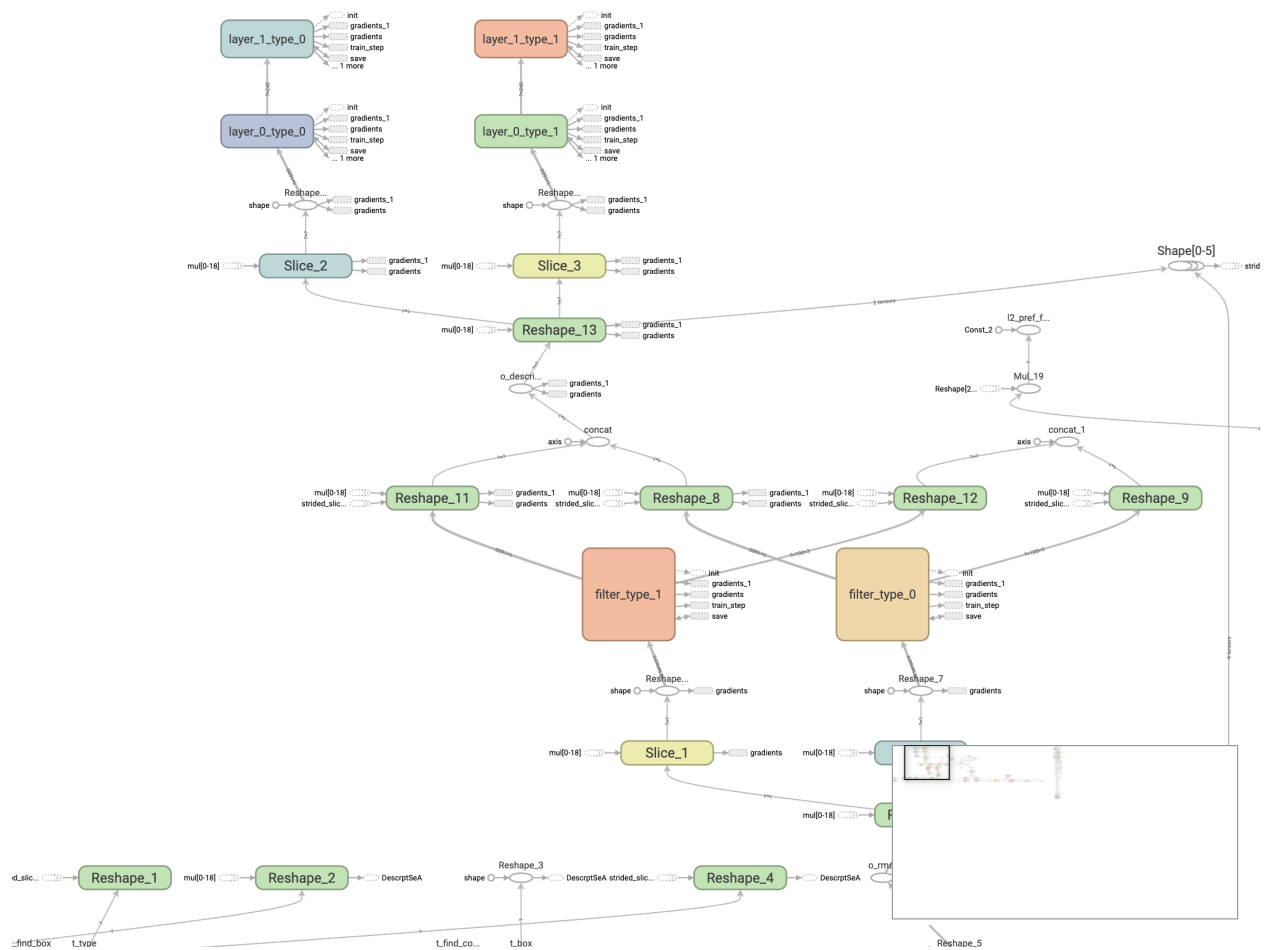 init
gradients_1
layer_1_type_0
gradients
train_step
save
... 1 more
init
gradients_1
layer_1_type_1
gradients
train_step
save
... 1 more
init
gradients_1
layer_0_type_0
gradients
train_step
save
... 1 more
init
gradients_1
layer_0_type_1
gradients
train_step
save
... 1 more
Reshape...
shape
gradients_1
gradients
Reshape...
shape
gradients_1
gradients
mul[0-18]
Slice_2
gradients_1
gradients
mul[0-18]
Slice_3
gradients_1
gradients
Shape[0-5]
strid
2 tensors
mul[0-18]
Reshape_13
gradients_1
gradients
l2_pref_f...
Const_2
o_descri...
gradients_1
gradients
Mul_19
Reshape[2...
concat
axis
concat_1
axis
mul[0-18]
strided_slic...
Reshape_11
gradients_1
gradients
mul[0-18]
strided_slic...
Reshape_8
gradients_1
gradients
mul[0-18]
strided_slic...
Reshape_12
mul[0-18]
strided_slic...
Reshape_9
filter_type_1
init
gradients_1
gradients
train_step
save
filter_type_0
init
gradients_1
gradients
train_step
save
4 tensors
Reshape...
shape
gradients
Reshape_7
shape
gradients
mul[0-18]
Slice_1
gradients
mul[0-18]
mul[0-18]
Reshape_1
mul[0-18]
Reshape_2
DescrptSeA
Reshape_3
shape
DescrptSeA
strided_slic...
Reshape_4
DescrptSeA
_find_box
t_type
t_find_co...
t_box
Reshape_5